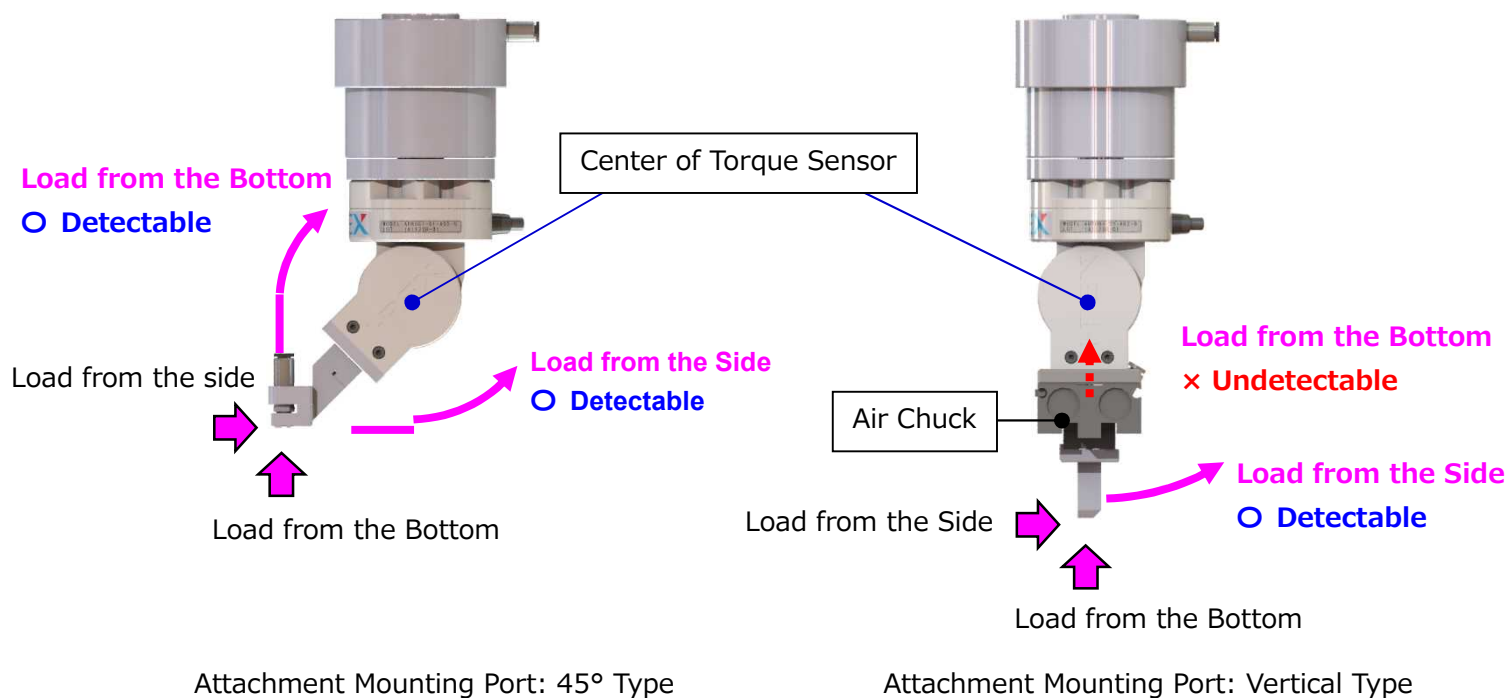 Center of Torque Sensor
Load from the Bottom
O Detectable
Load from the side
Load from the Side
O Detectable
Load from the Bottom
Attachment Mounting Port: 45° Type
Load from the Bottom
× Undetectable
Air Chuck
Load from the Side
O Detectable
Load from the Side
Load from the Bottom
Attachment Mounting Port: Vertical Type